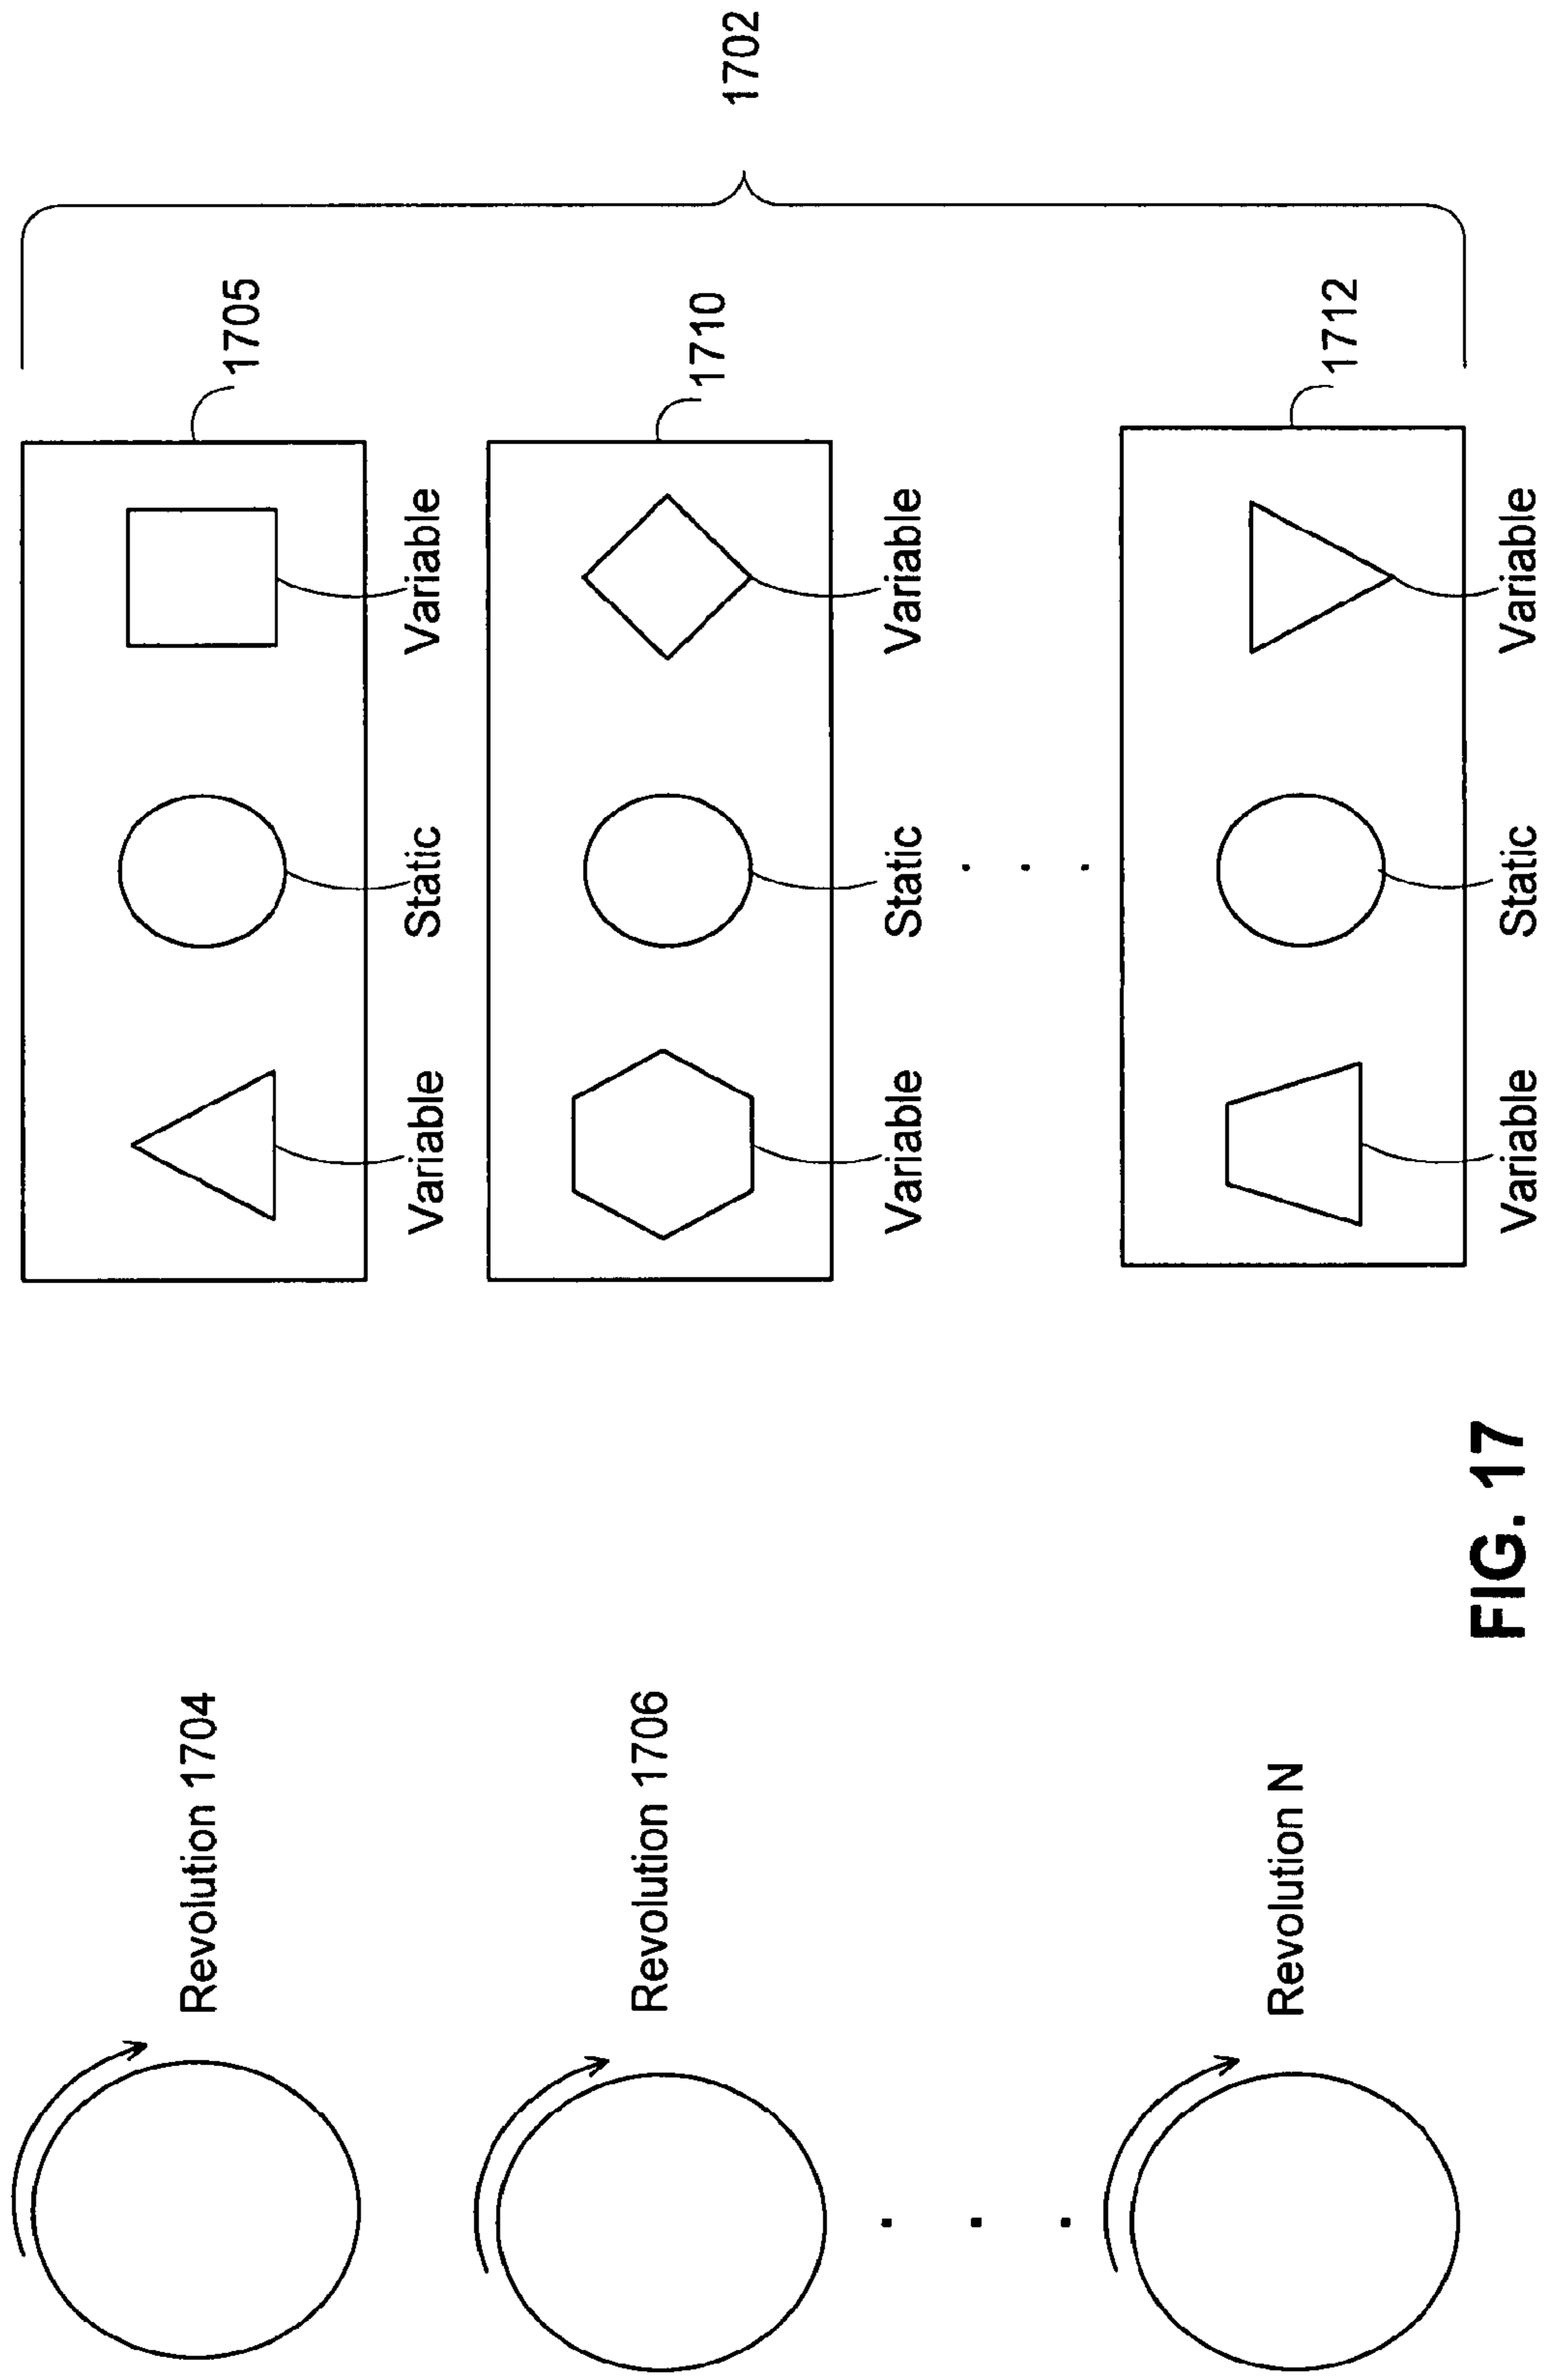 Revolution 1704
Variable
Static
Variable
1705
Revolution 1706
Variable
Static
Variable
1710
1702
Revolution N
Variable
Static
Variable
1712
FIG. 17